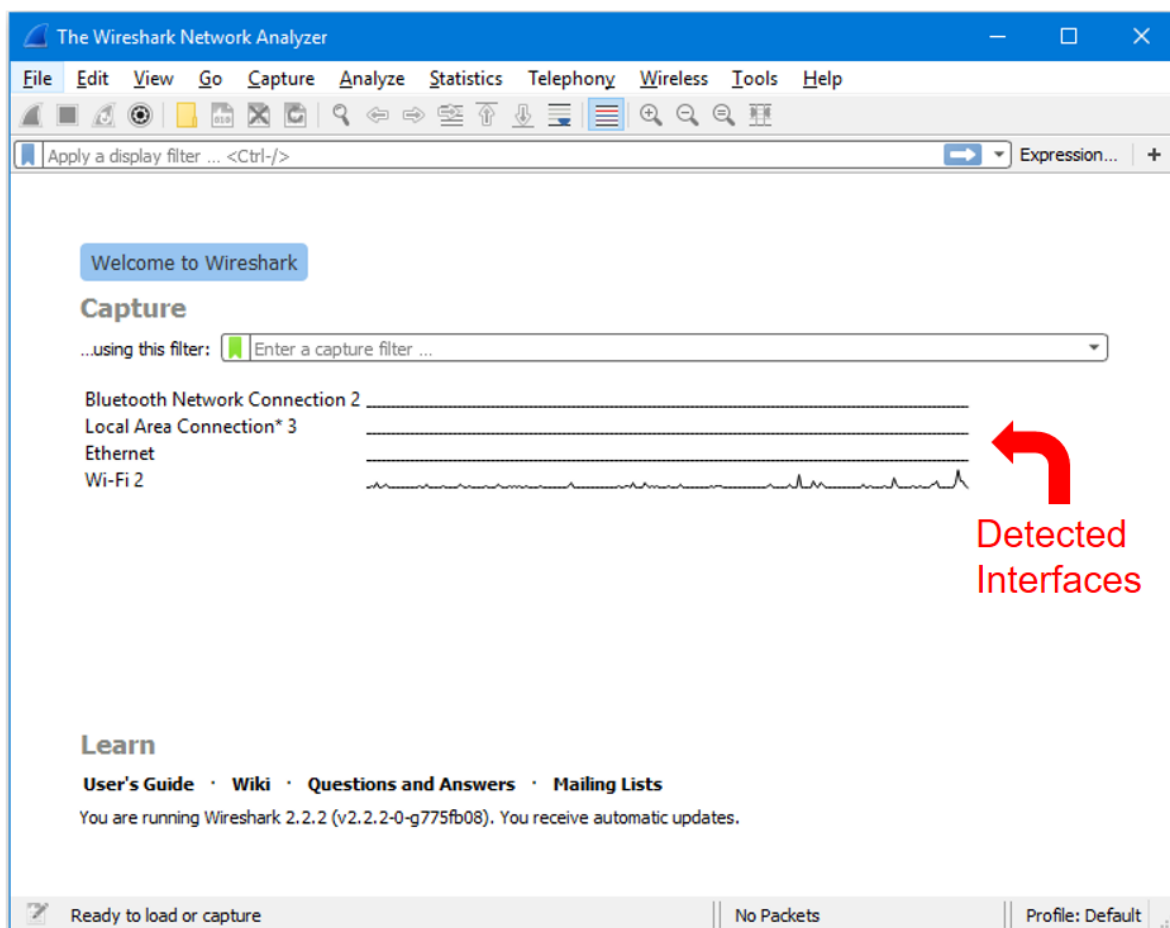 The Wireshark Network Analyzer
File Edit View Go Capture Analyze Statistics Telephony Wireless Tools Help
Apply a display filter ... <Ctrl-/> Expression... +
Welcome to Wireshark
Capture
...using this filter: Enter a capture filter ...
Bluetooth Network Connection 2
Local Area Connection* 3
Ethernet
Wi-Fi 2
Detected
Interfaces
Learn
User's Guide · Wiki · Questions and Answers · Mailing Lists
You are running Wireshark 2.2.2 (v2.2.2-0-g775fb08). You receive automatic updates.
Ready to load or capture No Packets Profile: Default